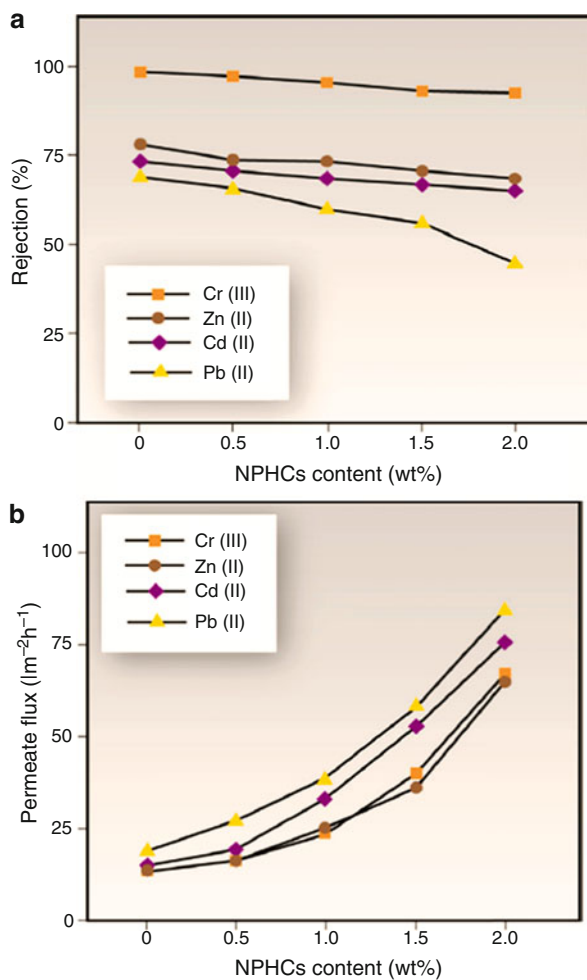 a
100
75
50
25
0
Rejection (%)
Cr (III)
Zn (II)
Cd (II)
Pb (II)
0 0.5 1.0 1.5 2.0
NPHCs content (wt%)
b
100
75
50
25
0
Permeate flux (lm⁻²h⁻¹)
Cr (III)
Zn (II)
Cd (II)
Pb (II)
0 0.5 1.0 1.5 2.0
NPHCs content (wt%)